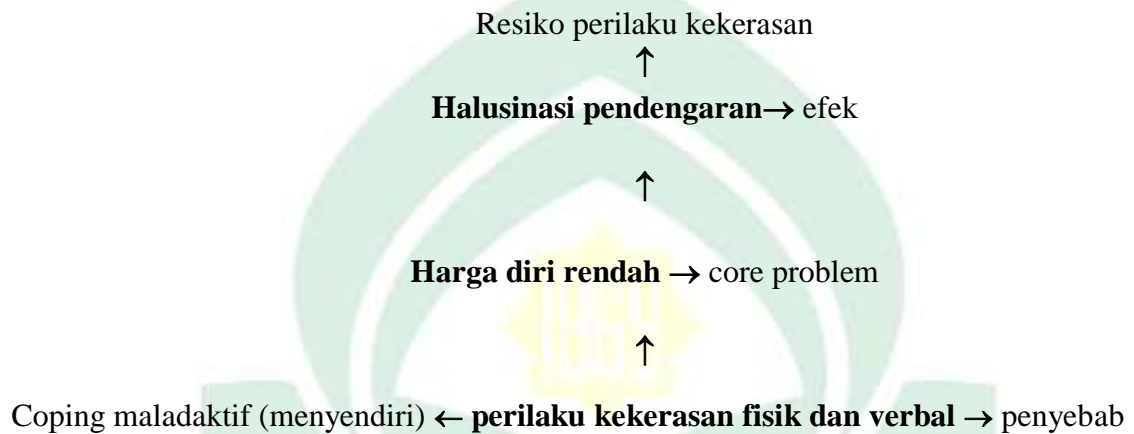 Resiko perilaku kekerasan
↑
Halusinasi pendengaran→ efek
↑
Harga diri rendah → core problem
↑
Coping maladaktif (menyendiri) ← perilaku kekerasan fisik dan verbal → penyebab